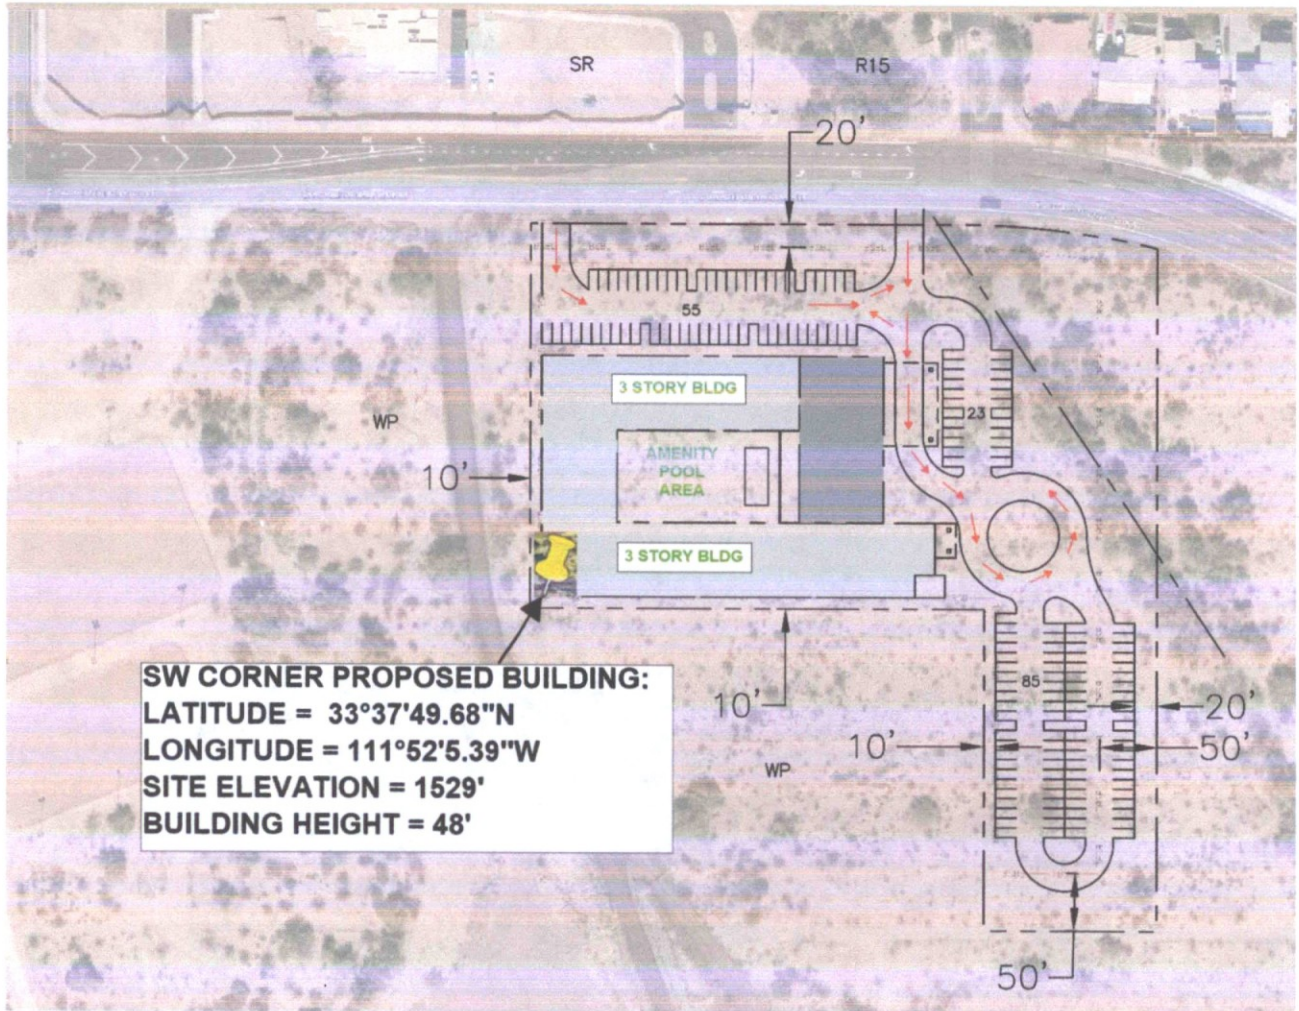 SR
R15
20'
55
3 STORY BLDG
23
WP
AMENITY
POOL
AREA
10'
3 STORY BLDG
SW CORNER PROPOSED BUILDING:
LATITUDE = 33°37'49.68"N
LONGITUDE = 111°52'5.39"W
SITE ELEVATION = 1529'
BUILDING HEIGHT = 48'
85
10'
20'
10'
50'
WP
50'